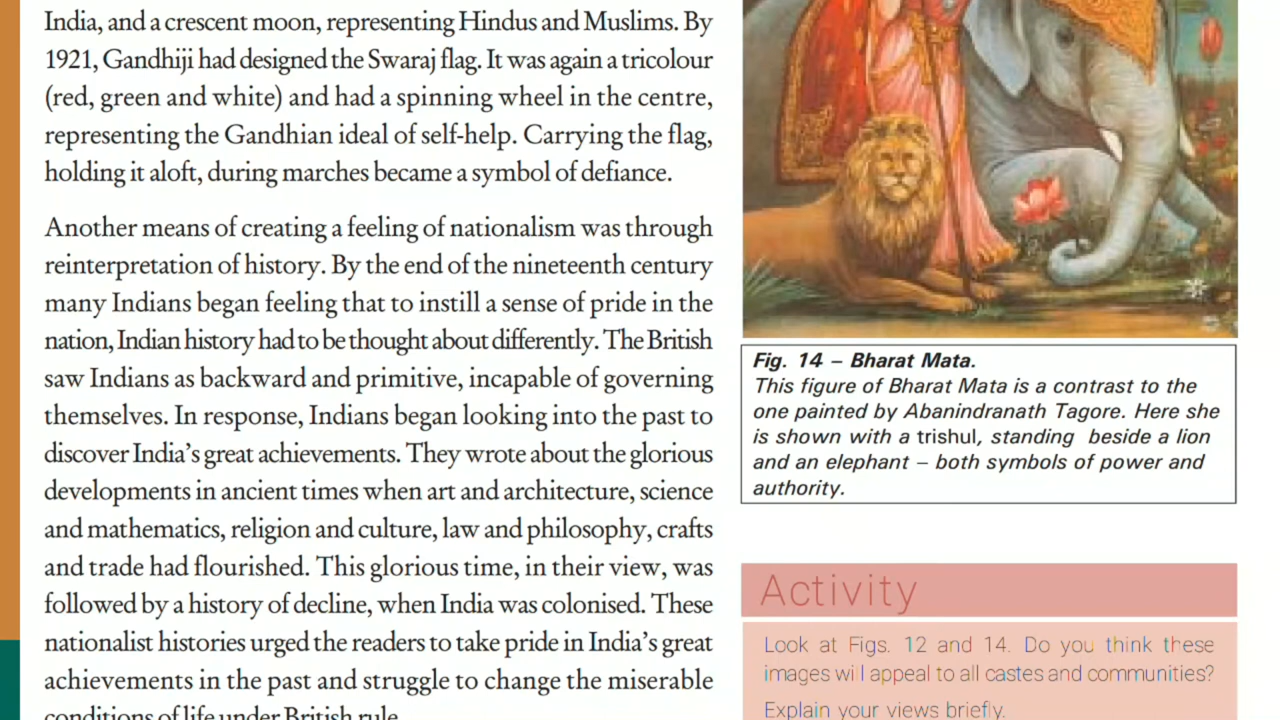 India, and a crescent moon, representing Hindus and Muslims. By
1921, Gandhiji had designed the Swaraj flag. It was again a tricolour
(red, green and white) and had a spinning wheel in the centre,
representing the Gandhian ideal of self-help. Carrying the flag,
holding it aloft, during marches became a symbol of defiance.
Another means of creating a feeling of nationalism was through
reinterpretation of history. By the end of the nineteenth century
many Indians began feeling that to instill a sense of pride in the
nation, Indian history had to be thought about differently. The British
saw Indians as backward and primitive, incapable of governing
themselves. In response, Indians began looking into the past to
discover India's great achievements. They wrote about the glorious
developments in ancient times when art and architecture, science
and mathematics, religion and culture, law and philosophy, crafts
and trade had flourished. This glorious time, in their view, was
followed by a history of decline, when India was colonised. These
nationalist histories urged the readers to take pride in India's great
achievements in the past and struggle to change the miserable
conditions of life under British rule.
Fig. 14 – Bharat Mata.
This figure of Bharat Mata is a contrast to the
one painted by Abanindranath Tagore. Here she
is shown with a trishul, standing beside a lion
and an elephant – both symbols of power and
authority.
Activity
Look at Figs. 12 and 14. Do you think these
images will appeal to all castes and communities?
Explain your views briefly.